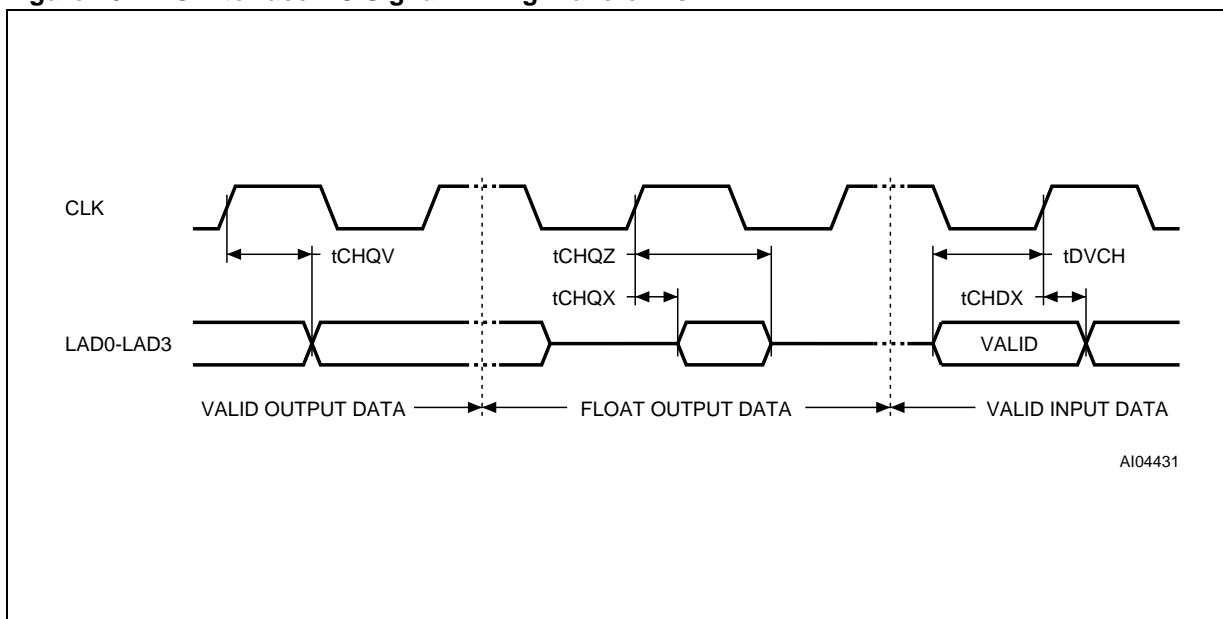 CLK
tCHQV
tCHQZ
tDVCH
tCHQX
tCHDX
LAD0-LAD3
VALID
VALID OUTPUT DATA
FLOAT OUTPUT DATA
VALID INPUT DATA
AI04431